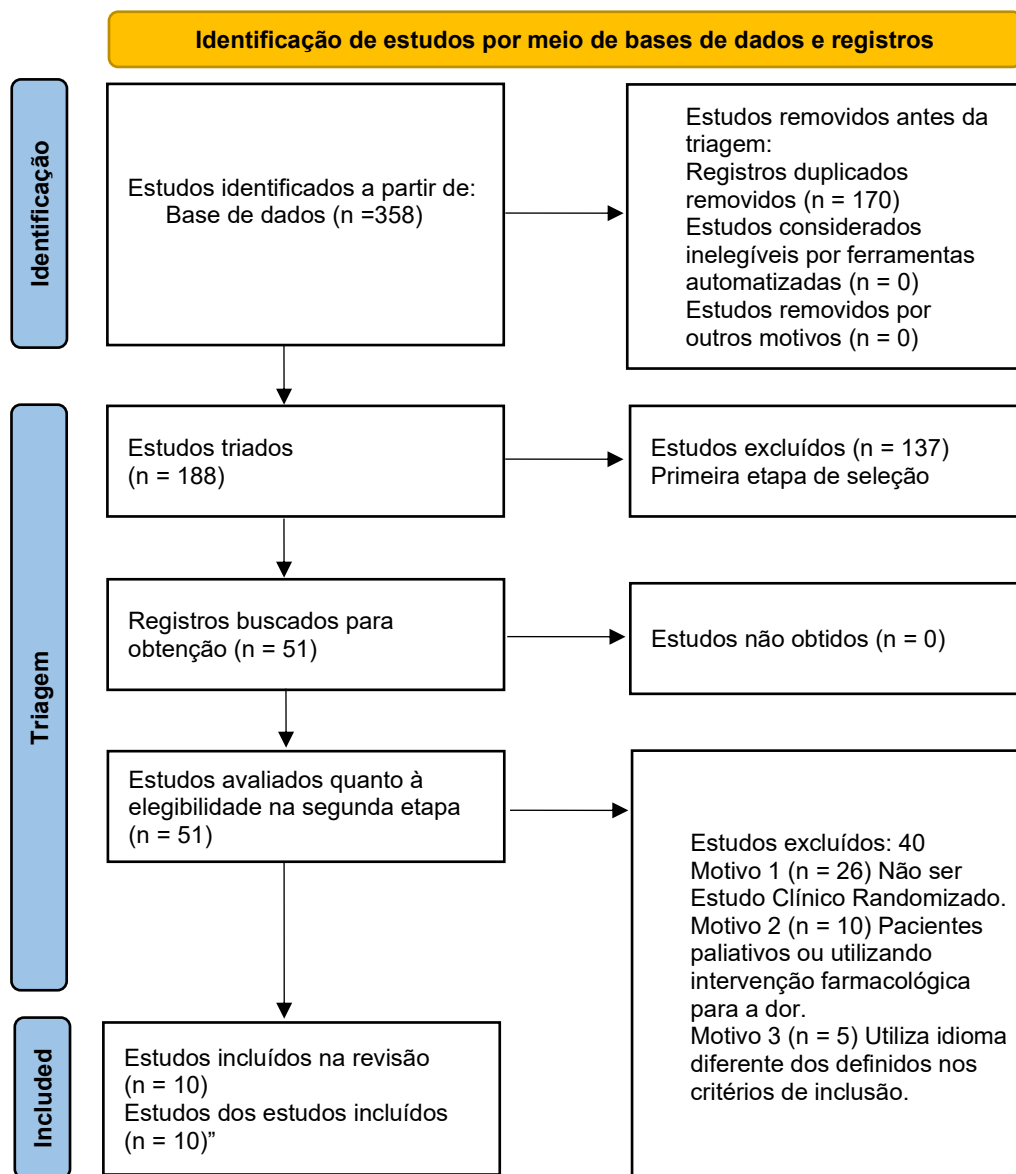 Identificação de estudos por meio de bases de dados e registros
Identificação
Estudos identificados a partir de:
Base de dados (n =358)
Estudos removidos antes da
triagem:
Registros duplicados
removidos (n = 170)
Estudos considerados
inelegíveis por ferramentas
automatizadas (n = 0)
Estudos removidos por
outros motivos (n = 0)
Triagem
Estudos triados
(n = 188)
Estudos excluídos (n = 137)
Primeira etapa de seleção
Registros buscados para
obtenção (n = 51)
Estudos não obtidos (n = 0)
Estudos avaliados quanto à
elegibilidade na segunda etapa
(n = 51)
Estudos excluídos: 40
Motivo 1 (n = 26) Não ser
Estudo Clínico Randomizado.
Motivo 2 (n = 10) Pacientes
paliativos ou utilizando
intervenção farmacológica
para a dor.
Motivo 3 (n = 5) Utiliza idioma
diferente dos definidos nos
critérios de inclusão.
Included
Estudos incluídos na revisão
(n = 10)
Estudos dos estudos incluídos
(n = 10)”